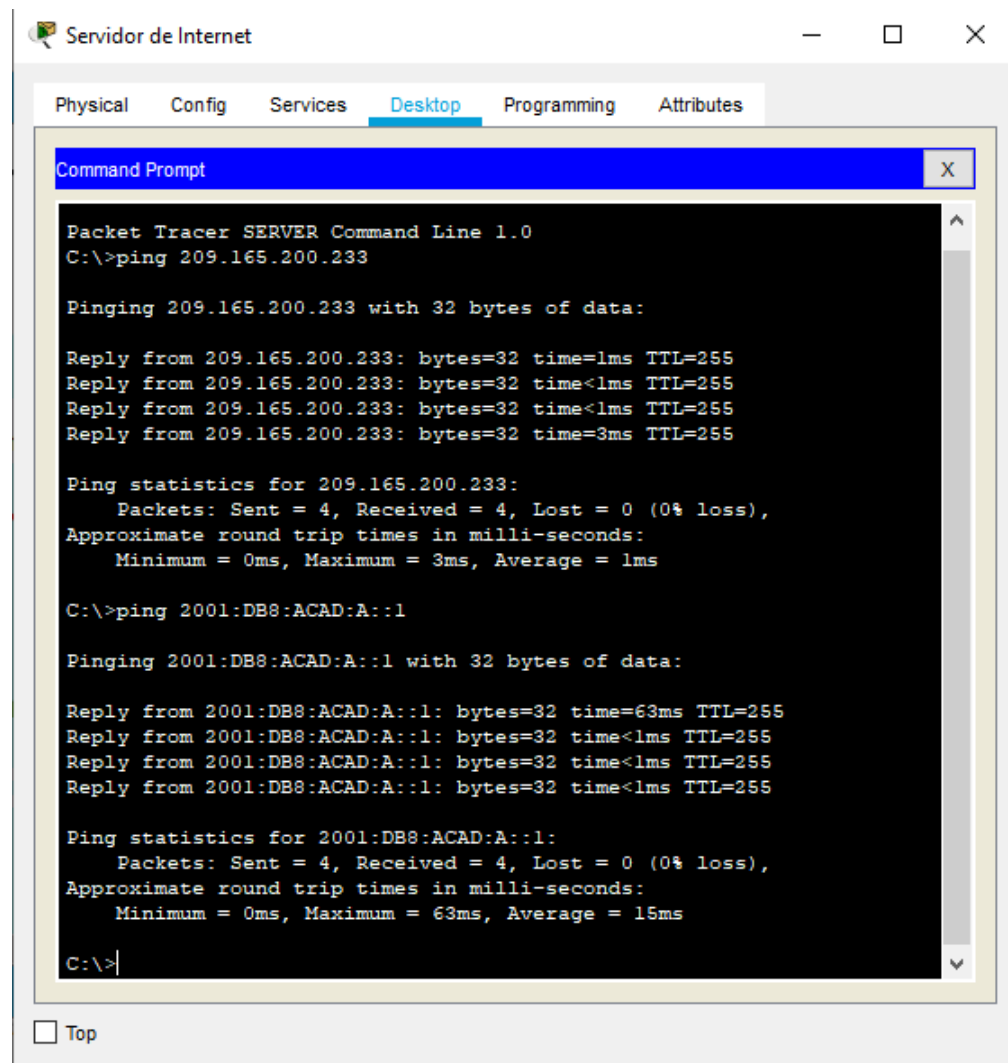 Servidor de Internet
Physical Config Services Desktop Programming Attributes
Command Prompt X
Packet Tracer SERVER Command Line 1.0
C:\>ping 209.165.200.233
Pinging 209.165.200.233 with 32 bytes of data:
Reply from 209.165.200.233: bytes=32 time=1ms TTL=255
Reply from 209.165.200.233: bytes=32 time<1ms TTL=255
Reply from 209.165.200.233: bytes=32 time<1ms TTL=255
Reply from 209.165.200.233: bytes=32 time=3ms TTL=255
Ping statistics for 209.165.200.233:
Packets: Sent = 4, Received = 4, Lost = 0 (0% loss),
Approximate round trip times in milli-seconds:
Minimum = 0ms, Maximum = 3ms, Average = 1ms
C:\>ping 2001:DB8:ACAD:A::1
Pinging 2001:DB8:ACAD:A::1 with 32 bytes of data:
Reply from 2001:DB8:ACAD:A::1: bytes=32 time=63ms TTL=255
Reply from 2001:DB8:ACAD:A::1: bytes=32 time<1ms TTL=255
Reply from 2001:DB8:ACAD:A::1: bytes=32 time<1ms TTL=255
Reply from 2001:DB8:ACAD:A::1: bytes=32 time<1ms TTL=255
Ping statistics for 2001:DB8:ACAD:A::1:
Packets: Sent = 4, Received = 4, Lost = 0 (0% loss),
Approximate round trip times in milli-seconds:
Minimum = 0ms, Maximum = 63ms, Average = 15ms
C:\>
Top